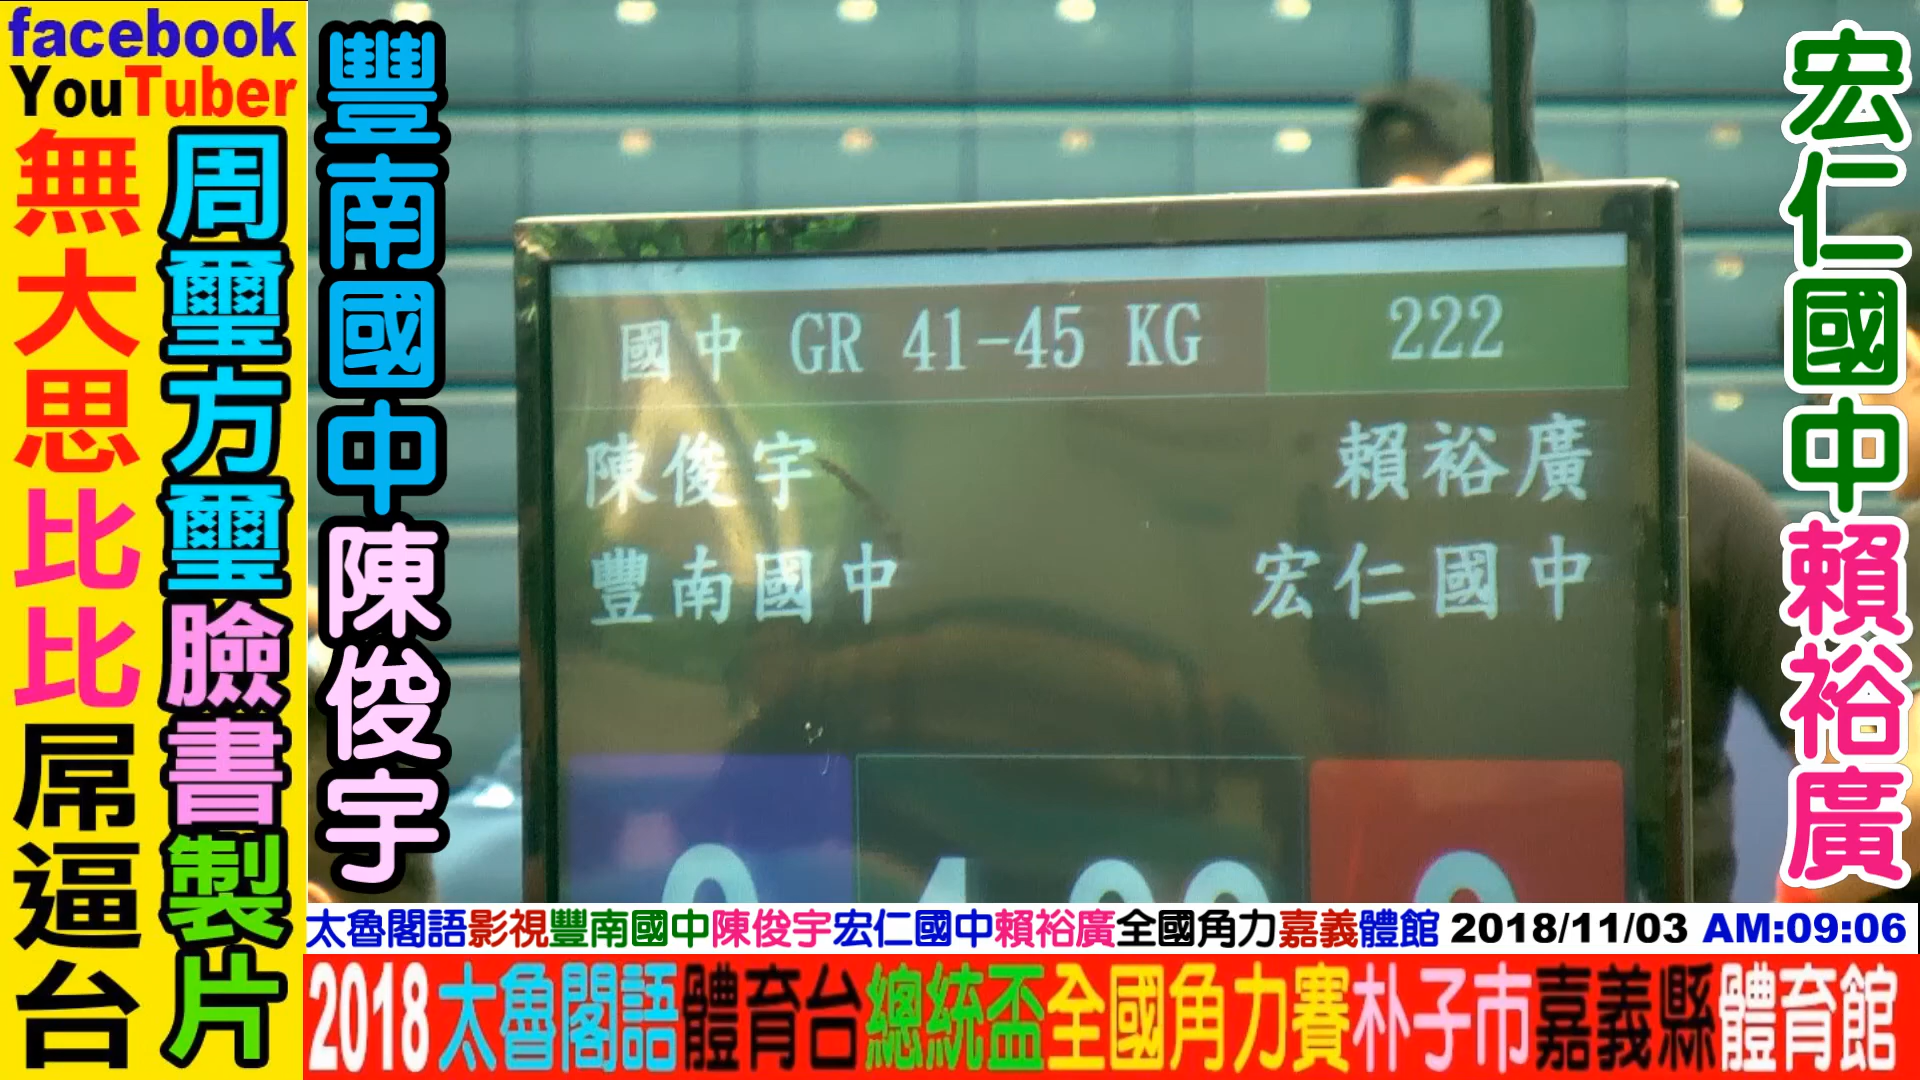 facebook
YouTuber
無大思比比屌逼台
周璽方璽臉書製片
豐南國中陳俊宇
宏仁國中賴裕廣
國中 GR 41-45 KG
222
陳俊宇
賴裕廣
豐南國中
宏仁國中
太魯閣語影視豐南國中陳俊宇宏仁國中賴裕廣全國角力嘉義體館 2018/11/03 AM:09:06
2018太魯閣語體育台總統盃全國角力賽朴子市嘉義縣體育館